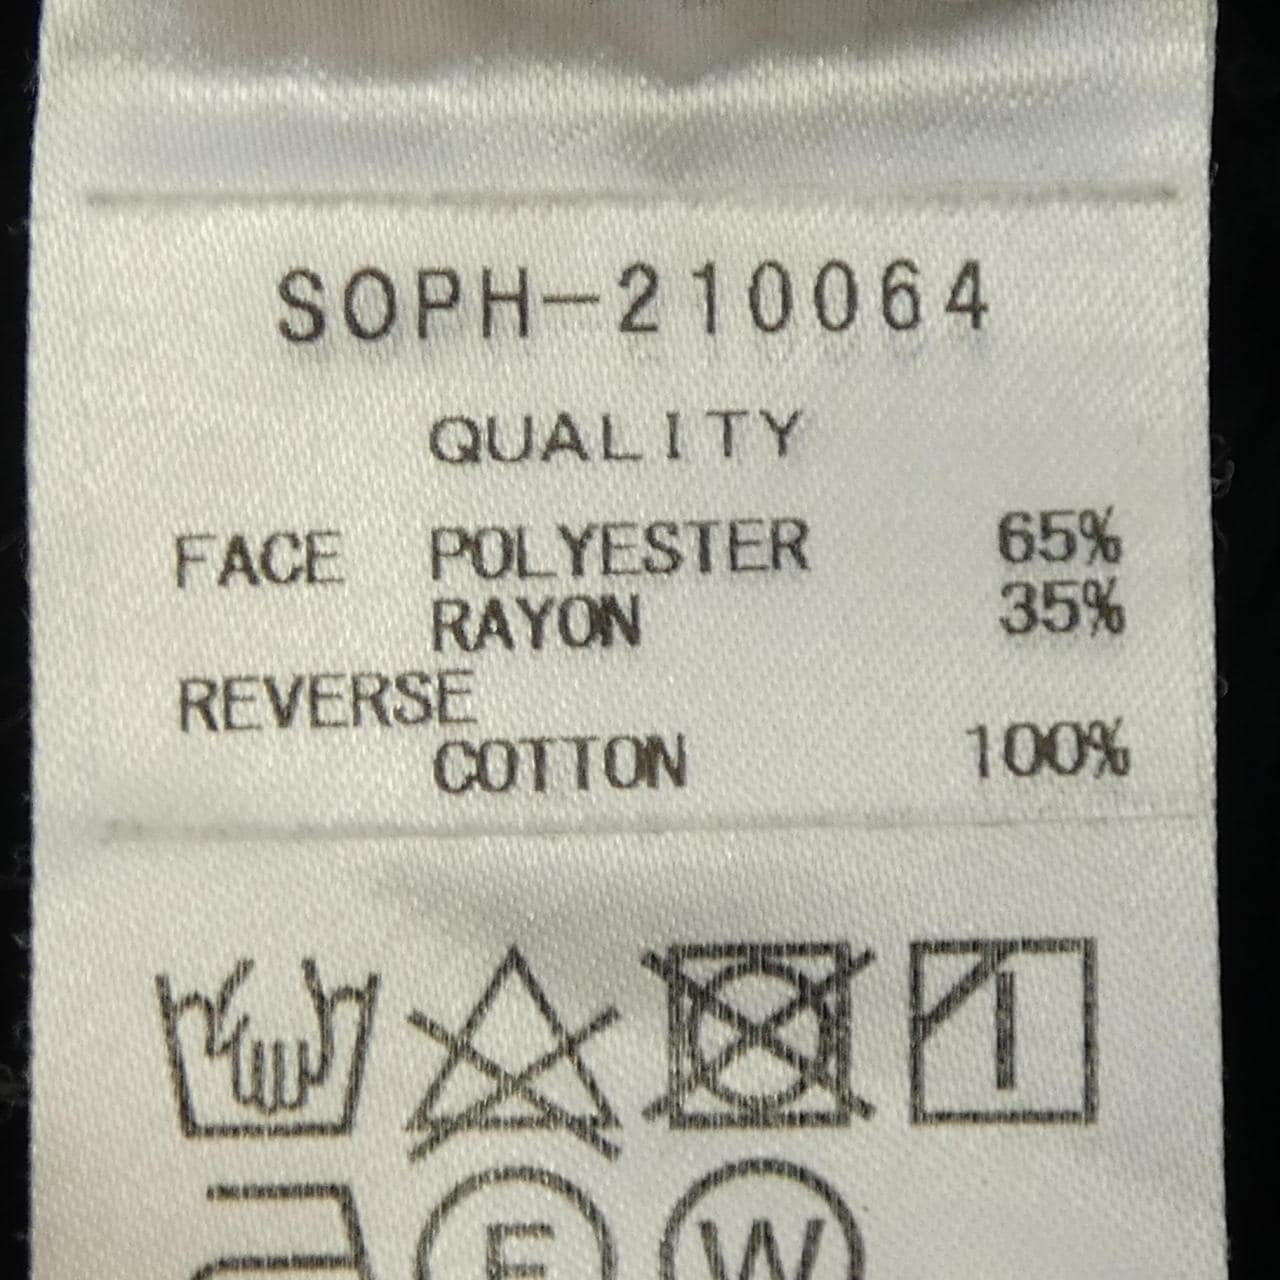 SOPH-210064
QUALITY
FACE POLYESTER 65%
RAYON 35%
REVERSE
COTTON 100%
F W